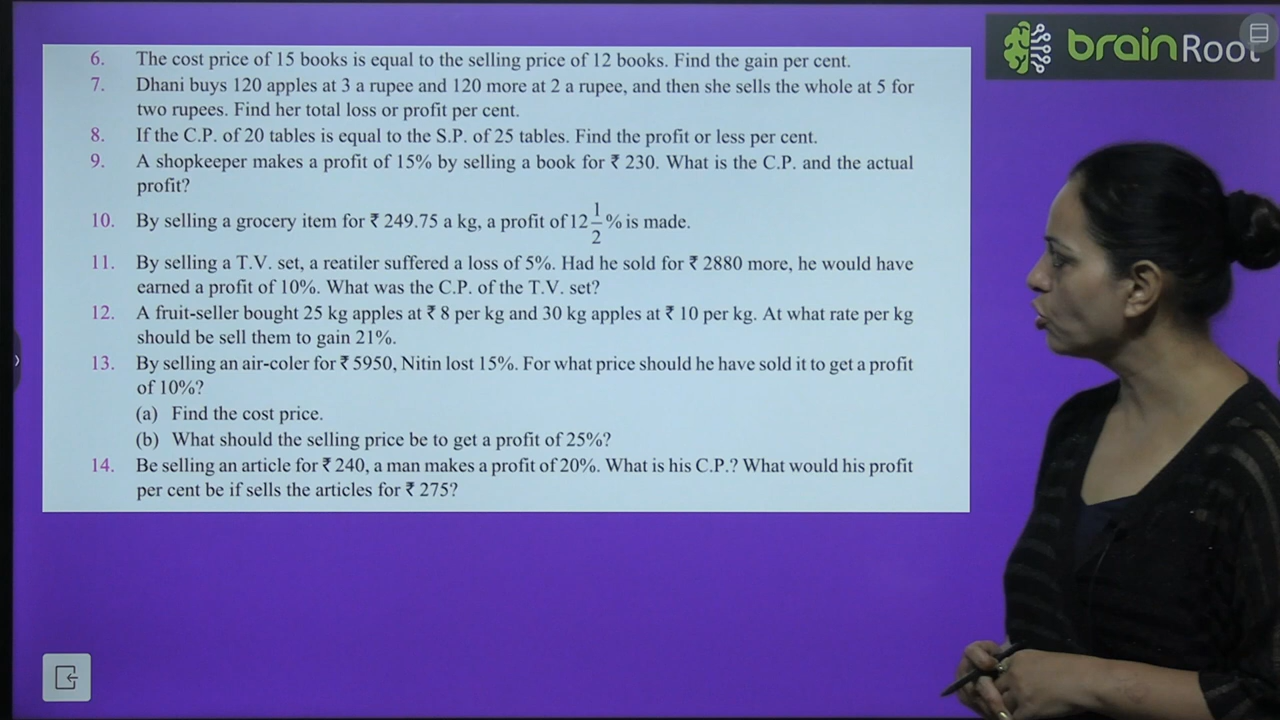 brainRoot
6. The cost price of 15 books is equal to the selling price of 12 books. Find the gain per cent.
7. Dhani buys 120 apples at 3 a rupee and 120 more at 2 a rupee, and then she sells the whole at 5 for
two rupees. Find her total loss or profit per cent.
8. If the C.P. of 20 tables is equal to the S.P. of 25 tables. Find the profit or less per cent.
9. A shopkeeper makes a profit of 15% by selling a book for ₹ 230. What is the C.P. and the actual
profit?
10. By selling a grocery item for ₹ 249.75 a kg, a profit of 12 1/2 % is made.
11. By selling a T.V. set, a reatiler suffered a loss of 5%. Had he sold for ₹ 2880 more, he would have
earned a profit of 10%. What was the C.P. of the T.V. set?
12. A fruit-seller bought 25 kg apples at ₹ 8 per kg and 30 kg apples at ₹ 10 per kg. At what rate per kg
should be sell them to gain 21%.
13. By selling an air-coler for ₹ 5950, Nitin lost 15%. For what price should he have sold it to get a profit
of 10%?
(a) Find the cost price.
(b) What should the selling price be to get a profit of 25%?
14. Be selling an article for ₹ 240, a man makes a profit of 20%. What is his C.P.? What would his profit
per cent be if sells the articles for ₹ 275?